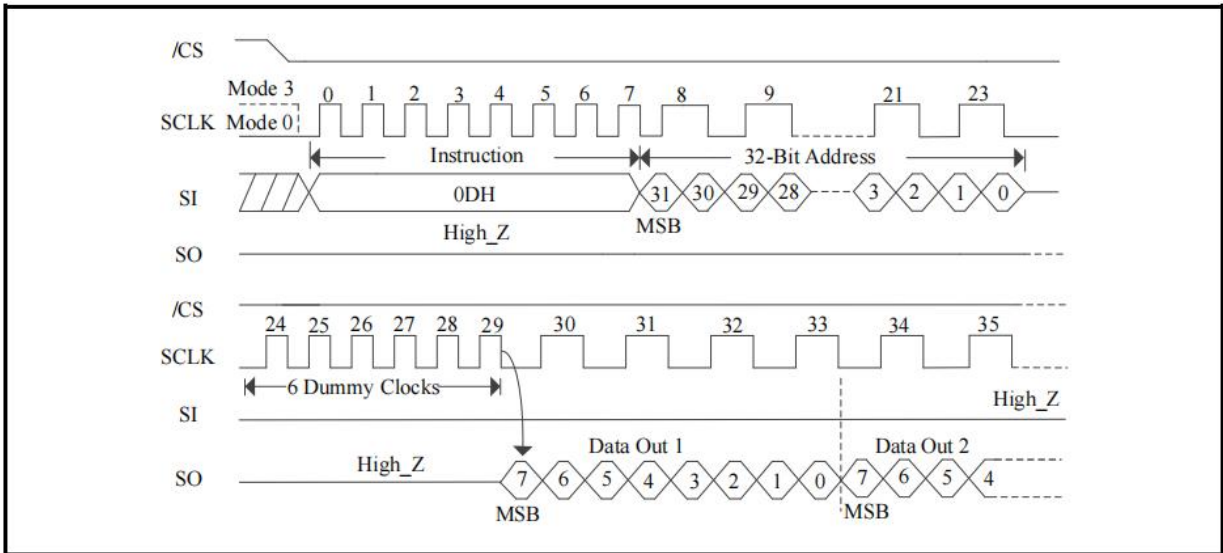 /CS
Mode 3
0 1 2 3 4 5 6 7 8 9 21 23
SCLK
Mode 0
Instruction
32-Bit Address
SI
0DH
31 30 29 28 3 2 1 0
MSB
High_Z
SO
/CS
24 25 26 27 28 29 30 31 32 33 34 35
SCLK
6 Dummy Clocks
High_Z
SI
Data Out 1
Data Out 2
High_Z
SO
7 6 5 4 3 2 1 0 7 6 5 4
MSB
MSB